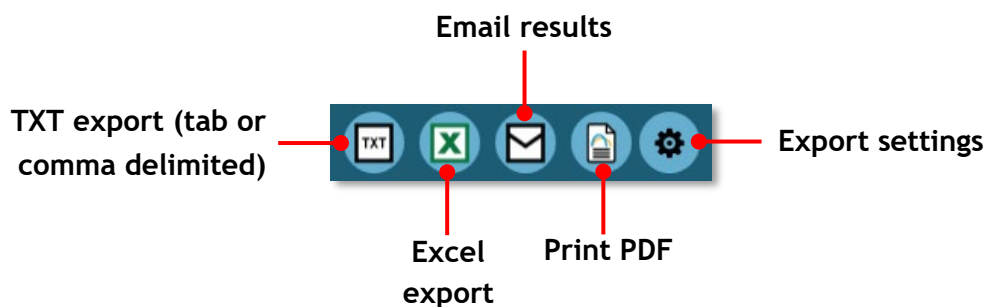 Email results
TXT export (tab or
comma delimited)
TXT
Export settings
Excel
export
Print PDF